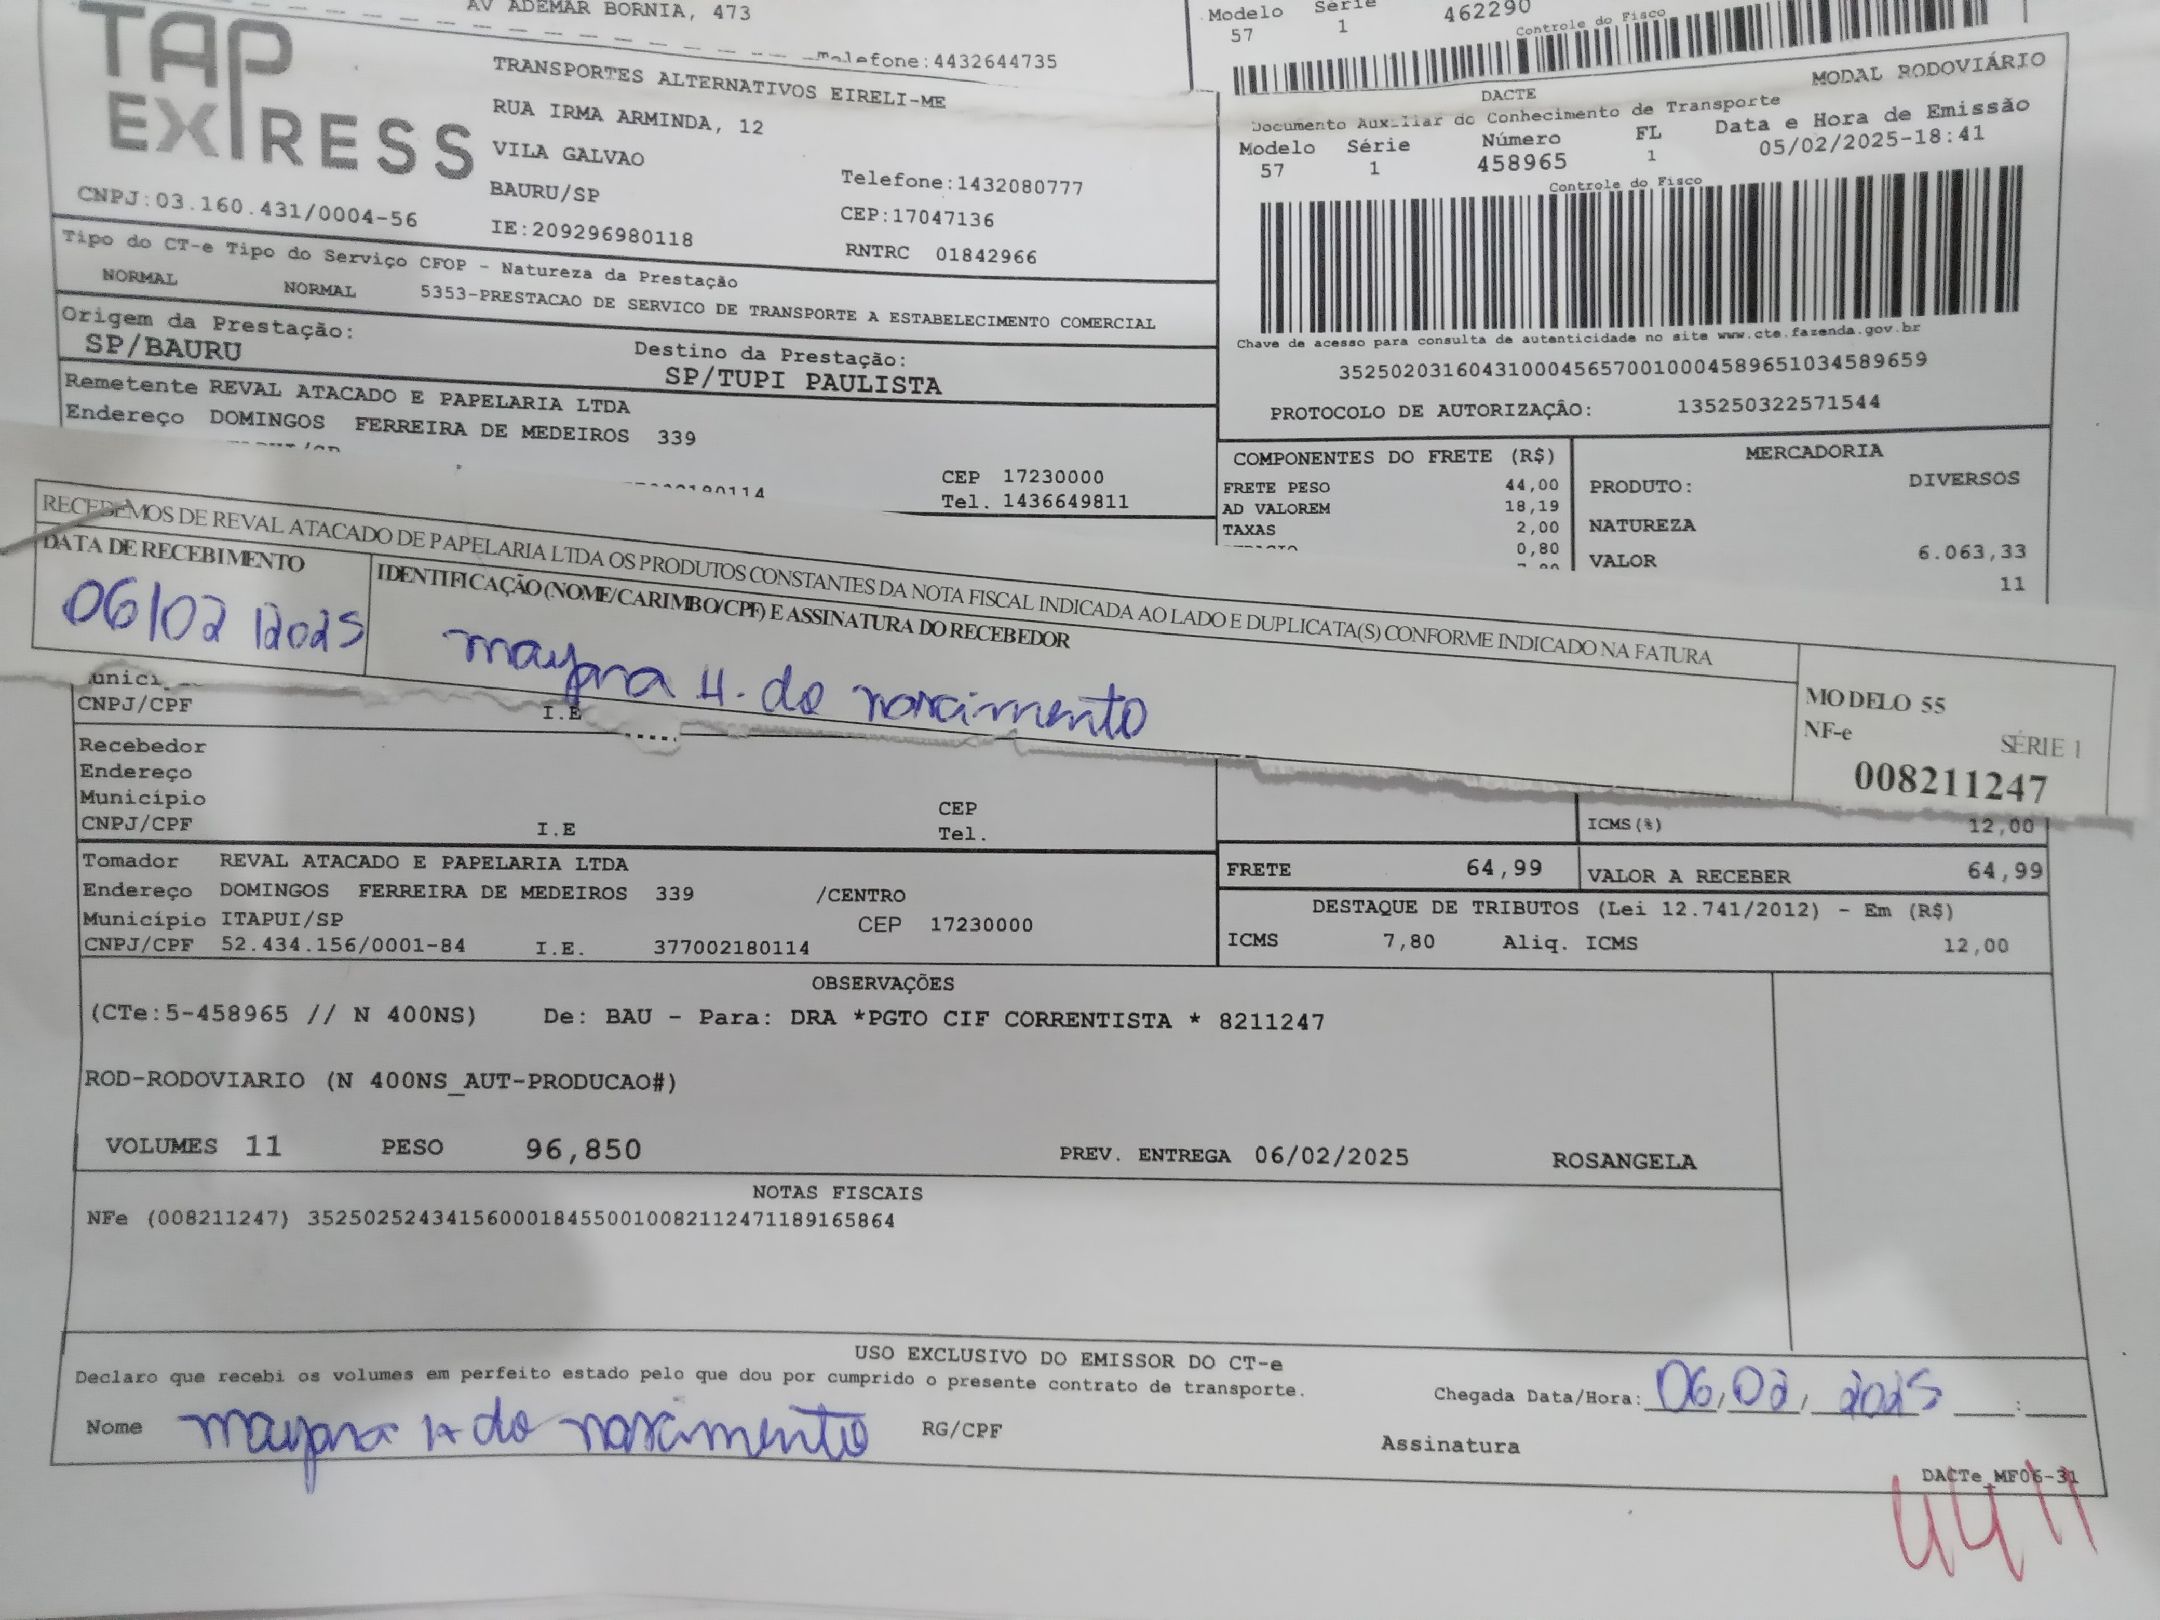 AV ADEMAR BORNIA, 473
Telefone:4432644735
Modelo Série
57 1 462290
Controle do Fisco
TAP EXPRESS
CNPJ:03.160.431/0004-56
TRANSPORTES ALTERNATIVOS EIRELI-ME
RUA IRMA ARMINDA, 12
VILA GALVAO
BAURU/SP
IE:209296980118
Telefone:1432080777
CEP:17047136
RNTRC 01842966
DACTE
MODAL RODOVIÁRIO
Documento Auxiliar do Conhecimento de Transporte
Modelo Série Número FL Data e Hora de Emissão
57 1 458965 1 05/02/2025-18:41
Controle do Fisco
Chave de acesso para consulta de autenticidade no site www.cte.fazenda.gov.br
35250203160431000456570010004589651034589659
PROTOCOLO DE AUTORIZAÇÃO: 135250322571544
Tipo do CT-e Tipo do Serviço CFOP - Natureza da Prestação
NORMAL NORMAL 5353-PRESTACAO DE SERVICO DE TRANSPORTE A ESTABELECIMENTO COMERCIAL
Origem da Prestação:
SP/BAURU
Destino da Prestação:
SP/TUPI PAULISTA
Remetente REVAL ATACADO E PAPELARIA LTDA
Endereço DOMINGOS FERREIRA DE MEDEIROS 339
CEP 17230000
Tel. 1436649811
COMPONENTES DO FRETE (R$)
FRETE PESO 44,00
AD VALOREM 18,19
TAXAS 2,00
0,80
MERCADORIA
PRODUTO: DIVERSOS
NATUREZA
VALOR 6.063,33
11
RECEBEMOS DE REVAL ATACADO DE PAPELARIA LTDA OS PRODUTOS CONSTANTES DA NOTA FISCAL INDICADA AO LADO E DUPLICATA(S) CONFORME INDICADO NA FATURA
DATA DE RECEBIMENTO
06/02/2025
IDENTIFICAÇÃO (NOME/CARIMBO/CPF) E ASSINATURA DO RECEBEDOR
mayara H. do nascimento
MODELO 55
NF-e SÉRIE 1
008211247
CNPJ/CPF I.E
Recebedor
Endereço
Município CEP
CNPJ/CPF I.E Tel.
ICMS(%) 12,00
Tomador REVAL ATACADO E PAPELARIA LTDA
Endereço DOMINGOS FERREIRA DE MEDEIROS 339 /CENTRO
Município ITAPUI/SP CEP 17230000
CNPJ/CPF 52.434.156/0001-84 I.E. 377002180114
FRETE 64,99 VALOR A RECEBER 64,99
DESTAQUE DE TRIBUTOS (Lei 12.741/2012) - Em (R$)
ICMS 7,80 Aliq. ICMS 12,00
OBSERVAÇÕES
(CTe:5-458965 // N 400NS) De: BAU - Para: DRA *PGTO CIF CORRENTISTA * 8211247
ROD-RODOVIARIO (N 400NS_AUT-PRODUCAO#)
VOLUMES 11 PESO 96,850 PREV. ENTREGA 06/02/2025 ROSANGELA
NOTAS FISCAIS
NFe (008211247) 35250252434156000184550010082112471189165864
USO EXCLUSIVO DO EMISSOR DO CT-e
Declaro que recebi os volumes em perfeito estado pelo que dou por cumprido o presente contrato de transporte.
Chegada Data/Hora: 06/02/2025 :
Nome mayara H do nascimento RG/CPF Assinatura
DACTe_MF06-31